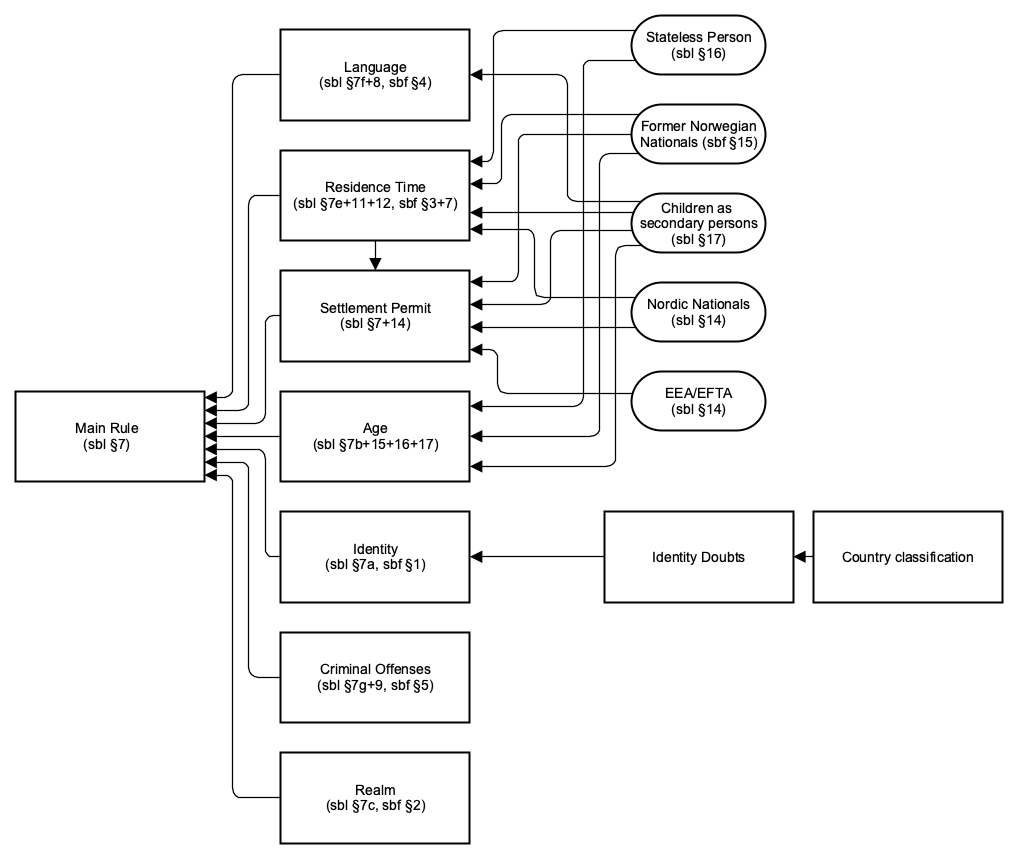 Language
(sbl §7f+8, sbf §4)
Residence Time
(sbl §7e+11+12, sbf §3+7)
Settlement Permit
(sbl §7+14)
Main Rule
(sbl §7)
Age
(sbl §7b+15+16+17)
Identity
(sbl §7a, sbf §1)
Criminal Offenses
(sbl §7g+9, sbf §5)
Realm
(sbl §7c, sbf §2)
Stateless Person
(sbl §16)
Former Norwegian
Nationals (sbf §15)
Children as
secondary persons
(sbl §17)
Nordic Nationals
(sbl §14)
EEA/EFTA
(sbl §14)
Identity Doubts
Country classification